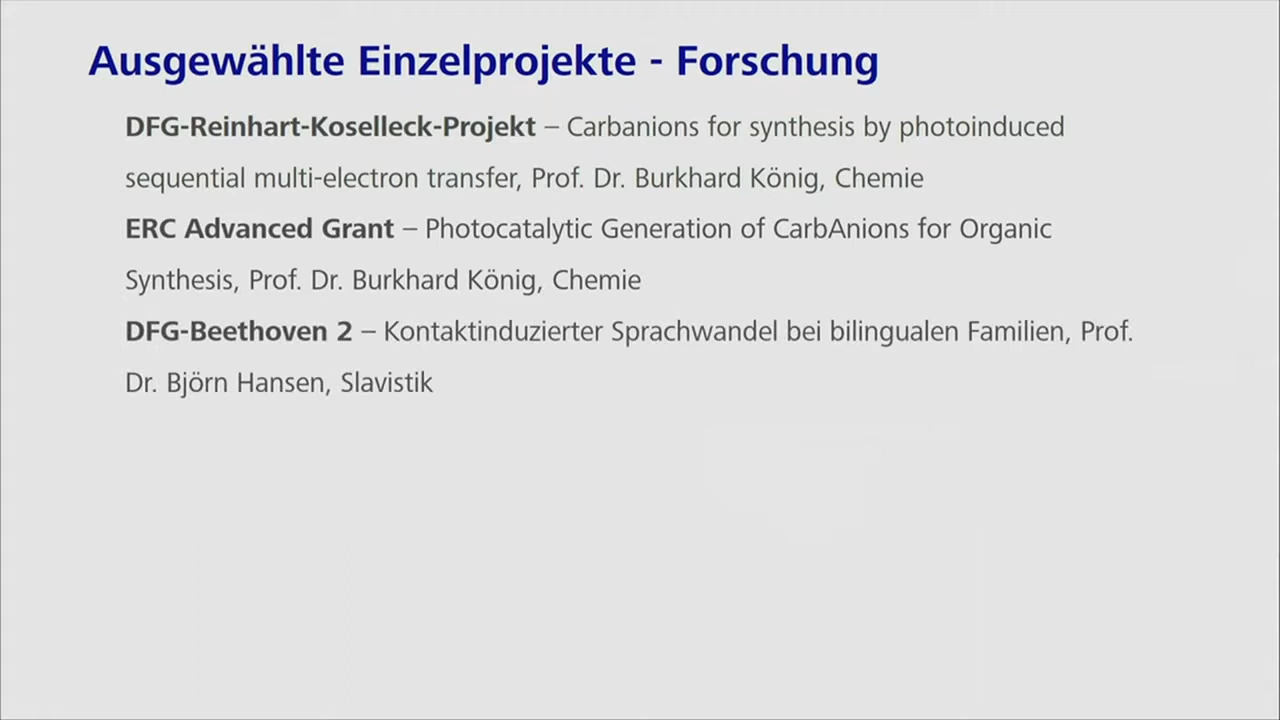 Ausgewählte Einzelprojekte - Forschung
DFG-Reinhart-Koselleck-Projekt – Carbanions for synthesis by photoinduced
sequential multi-electron transfer, Prof. Dr. Burkhard König, Chemie
ERC Advanced Grant – Photocatalytic Generation of CarbAnions for Organic
Synthesis, Prof. Dr. Burkhard König, Chemie
DFG-Beethoven 2 – Kontaktinduzierter Sprachwandel bei bilingualen Familien, Prof.
Dr. Björn Hansen, Slavistik